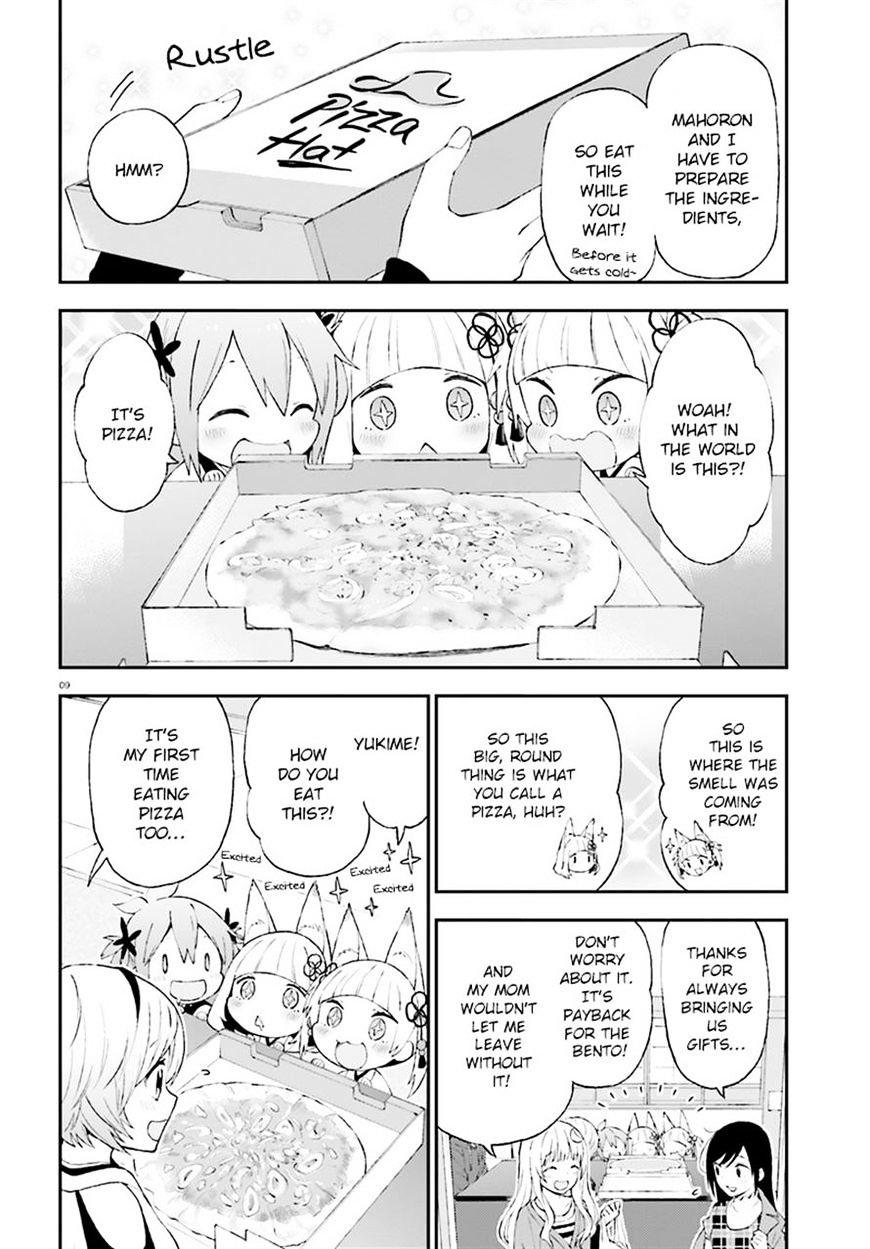 MAHORON
AND I
HAVE TO
PREPARE
THE
INGRE-
DIENTS,
SO EAT
THIS
WHILE
YOU
WAIT!
Before it
gets cold~
Rustle
Pizza
Hat
HMM?
WOAH!
WHAT IN
THE WORLD
IS THIS?!
IT'S
PIZZA!
09
SO
THIS IS
WHERE THE
SMELL WAS
COMING
FROM!
SO THIS
BIG, ROUND
THING IS WHAT
YOU CALL A
PIZZA, HUH?
THANKS
FOR
ALWAYS
BRINGING
US
GIFTS...
DON'T
WORRY
ABOUT IT.
IT'S
PAYBACK
FOR THE
BENTO!
AND
MY MOM
WOULDN'T
LET ME
LEAVE
WITHOUT
IT!
YUKIME!
HOW
DO YOU
EAT
THIS?!
IT'S
MY FIRST
TIME
EATING
PIZZA
TOO...
Excited
Excited
Excited
Excited